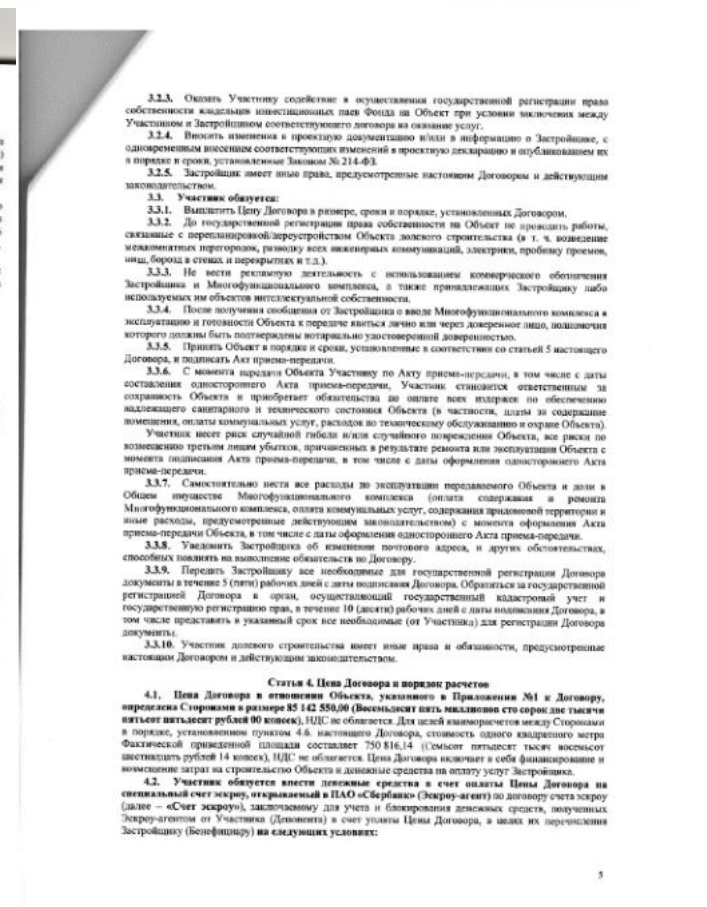 3.2.3. Оказать Участнику содействие в осуществлении государственной регистрации права
собственности владельцев инвестиционных паев Фонда на Объект при условии заключения между
Участником и Застройщиком соответствующего договора на оказание услуг.
3.2.4. Вносить изменения в проектную документацию и/или в информацию о Застройщике, с
одновременным внесением соответствующих изменений в проектную декларацию и опубликованием их
в порядке и сроки, установленные Законом № 214-ФЗ.
3.2.5. Застройщик имеет иные права, предусмотренные настоящим Договором и действующим
законодательством.
3.3. Участник обязуется:
3.3.1. Выплатить Цену Договора в размере, сроки и порядке, установленных Договором.
3.3.2. До государственной регистрации права собственности на Объект не проводить работы,
связанные с перепланировкой/переустройством Объекта долевого строительства (в т. ч. возведение
межкомнатных перегородок, разводку всех инженерных коммуникаций, электрики, пробивку проемов,
ниш, борозд в стенах и перекрытиях и т.д.).
3.3.3. Не вести рекламную деятельность с использованием коммерческого обозначения
Застройщика и Многофункционального комплекса, а также принадлежащих Застройщику либо
используемых им объектов интеллектуальной собственности.
3.3.4. После получения сообщения от Застройщика о вводе Многофункционального комплекса в
эксплуатацию и готовности Объекта к передаче явиться лично или через доверенное лицо, полномочия
которого должны быть подтверждены нотариально удостоверенной доверенностью.
3.3.5. Принять Объект в порядке и сроки, установленные в соответствии со статьей 5 настоящего
Договора, и подписать Акт приема-передачи.
3.3.6. С момента передачи Объекта Участнику по Акту приема-передачи, в том числе с даты
составления одностороннего Акта приема-передачи, Участник становится ответственным за
сохранность Объекта и приобретает обязательства по оплате всех издержек по обеспечению
надлежащего санитарного и технического состояния Объекта (в частности, платы за содержание
помещения, оплаты коммунальных услуг, расходов по техническому обслуживанию и охране Объекта).
Участник несет риск случайной гибели и/или случайного повреждения Объекта, все риски по
возмещению третьим лицам убытков, причиненных в результате ремонта или эксплуатации Объекта с
момента подписания Акта приема-передачи, в том числе с даты оформления одностороннего Акта
приема-передачи.
3.3.7. Самостоятельно нести все расходы по эксплуатации передаваемого Объекта и доли в
Общем имуществе Многофункционального комплекса (оплата содержания и ремонта
Многофункционального комплекса, оплата коммунальных услуг, содержания придомовой территории и
иные расходы, предусмотренные действующим законодательством) с момента оформления Акта
приема-передачи Объекта, в том числе с даты оформления одностороннего Акта приема-передачи.
3.3.8. Уведомить Застройщика об изменении почтового адреса, и других обстоятельствах,
способных повлиять на выполнение обязательств по Договору.
3.3.9. Передать Застройщику все необходимые для государственной регистрации Договора
документы в течение 5 (пяти) рабочих дней с даты подписания Договора. Обратиться за государственной
регистрацией Договора в орган, осуществляющий государственный кадастровый учет и
государственную регистрацию прав, в течение 10 (десяти) рабочих дней с даты подписания Договора, в
том числе представить в указанный срок все необходимые (от Участника) для регистрации Договора
документы.
3.3.10. Участник долевого строительства имеет иные права и обязанности, предусмотренные
настоящим Договором и действующим законодательством.
Статья 4. Цена Договора и порядок расчетов
4.1. Цена Договора в отношении Объекта, указанного в Приложении №1 к Договору,
определена Сторонами в размере 85 142 550,00 (Восемьдесят пять миллионов сто сорок две тысячи
пятьсот пятьдесят рублей 00 копеек), НДС не облагается. Для целей взаиморасчетов между Сторонами
в порядке, установленном пунктом 4.6. настоящего Договора, стоимость одного квадратного метра
Фактической приведенной площади составляет 750 816,14 (Семьсот пятьдесят тысяч восемьсот
шестнадцать рублей 14 копеек), НДС не облагается. Цена Договора включает в себя финансирование и
возмещение затрат на строительство Объекта и денежные средства на оплату услуг Застройщика.
4.2. Участник обязуется внести денежные средства в счет оплаты Цены Договора на
специальный счет эскроу, открываемый в ПАО «Сбербанк» (Эскроу-агент) по договору счета эскроу
(далее – «Счет эскроу»), заключаемому для учета и блокирования денежных средств, полученных
Эскроу-агентом от Участника (Депонента) в счет уплаты Цены Договора, в целях их перечисления
Застройщику (Бенефициару) на следующих условиях:
5